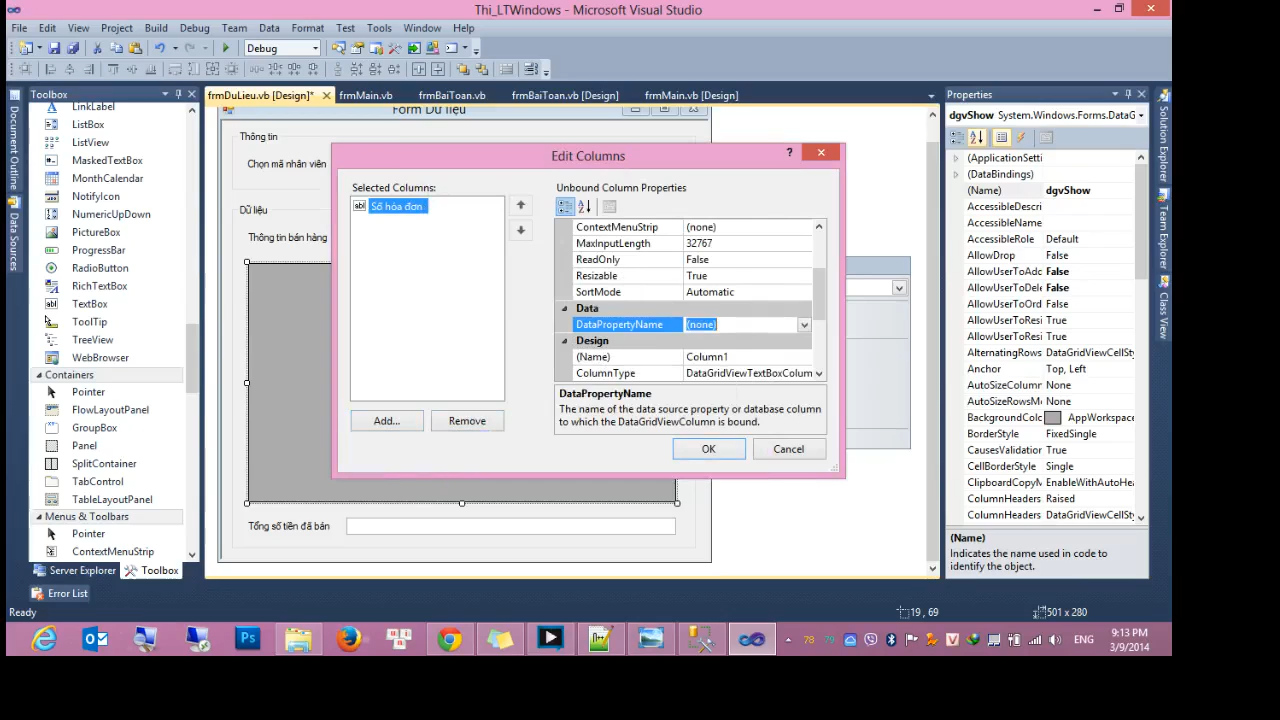 Thi_LTWindows - Microsoft Visual Studio
File Edit View Project Build Debug Team Data Format Test Tools Window Help
Debug
Toolbox
frmDuLieu.vb [Design]* frmMain.vb frmBaiToan.vb frmBaiToan.vb [Design] frmMain.vb [Design]
Properties
Document Outline
Data Sources
LinkLabel
ListBox
ListView
MaskedTextBox
MonthCalendar
NotifyIcon
NumericUpDown
PictureBox
ProgressBar
RadioButton
RichTextBox
TextBox
ToolTip
TreeView
WebBrowser
Containers
Pointer
FlowLayoutPanel
GroupBox
Panel
SplitContainer
TabControl
TableLayoutPanel
Menus & Toolbars
Pointer
ContextMenuStrip
Server Explorer Toolbox
Form Dữ liệu
Thông tin
Chọn mã nhân viên
Dữ liệu
Thông tin bán hàng
Tổng số tiền đã bán
Edit Columns
?
Selected Columns:
Số hóa đơn
Add... Remove
Unbound Column Properties
ContextMenuStrip (none)
MaxInputLength 32767
ReadOnly False
Resizable True
SortMode Automatic
Data
DataPropertyName (none)
Design
(Name) Column1
ColumnType DataGridViewTextBoxColum
DataPropertyName
The name of the data source property or database column
to which the DataGridViewColumn is bound.
OK Cancel
dgvShow System.Windows.Forms.DataG
(ApplicationSetti
(DataBindings)
(Name) dgvShow
AccessibleDescri
AccessibleName
AccessibleRole Default
AllowDrop False
AllowUserToAdd False
AllowUserToDele False
AllowUserToOrd False
AllowUserToResi True
AllowUserToResi True
AlternatingRows DataGridViewCellSty
Anchor Top, Left
AutoSizeColumn None
AutoSizeRowsM None
BackgroundColo AppWorkspace
BorderStyle FixedSingle
CausesValidation True
CellBorderStyle Single
ClipboardCopyM EnableWithAutoHea
ColumnHeaders Raised
ColumnHeaders DataGridViewCellSty
(Name)
Indicates the name used in code to
identify the object.
Solution Explorer
Team Explorer
Class View
Error List
Ready
19 , 69
501 x 280
78 79
ENG
9:13 PM
3/9/2014